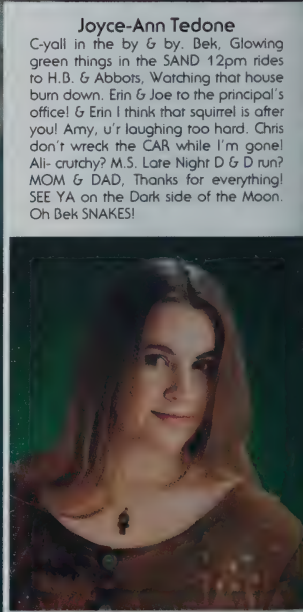 Joyce-Ann Tedone
C-yall in the by & by. Bek, Glowing
green things in the SAND 12pm rides
to H.B. & Abbots, Watching that house
burn down. Erin & Joe to the principal's
office! & Erin I think that squirrel is after
you! Amy, u'r laughing too hard. Chris
don't wreck the CAR while I'm gone!
Ali- crutchy? M.S. Late Night D & D run?
MOM & DAD, Thanks for everything!
SEE YA on the Dark side of the Moon.
Oh Bek SNAKES!